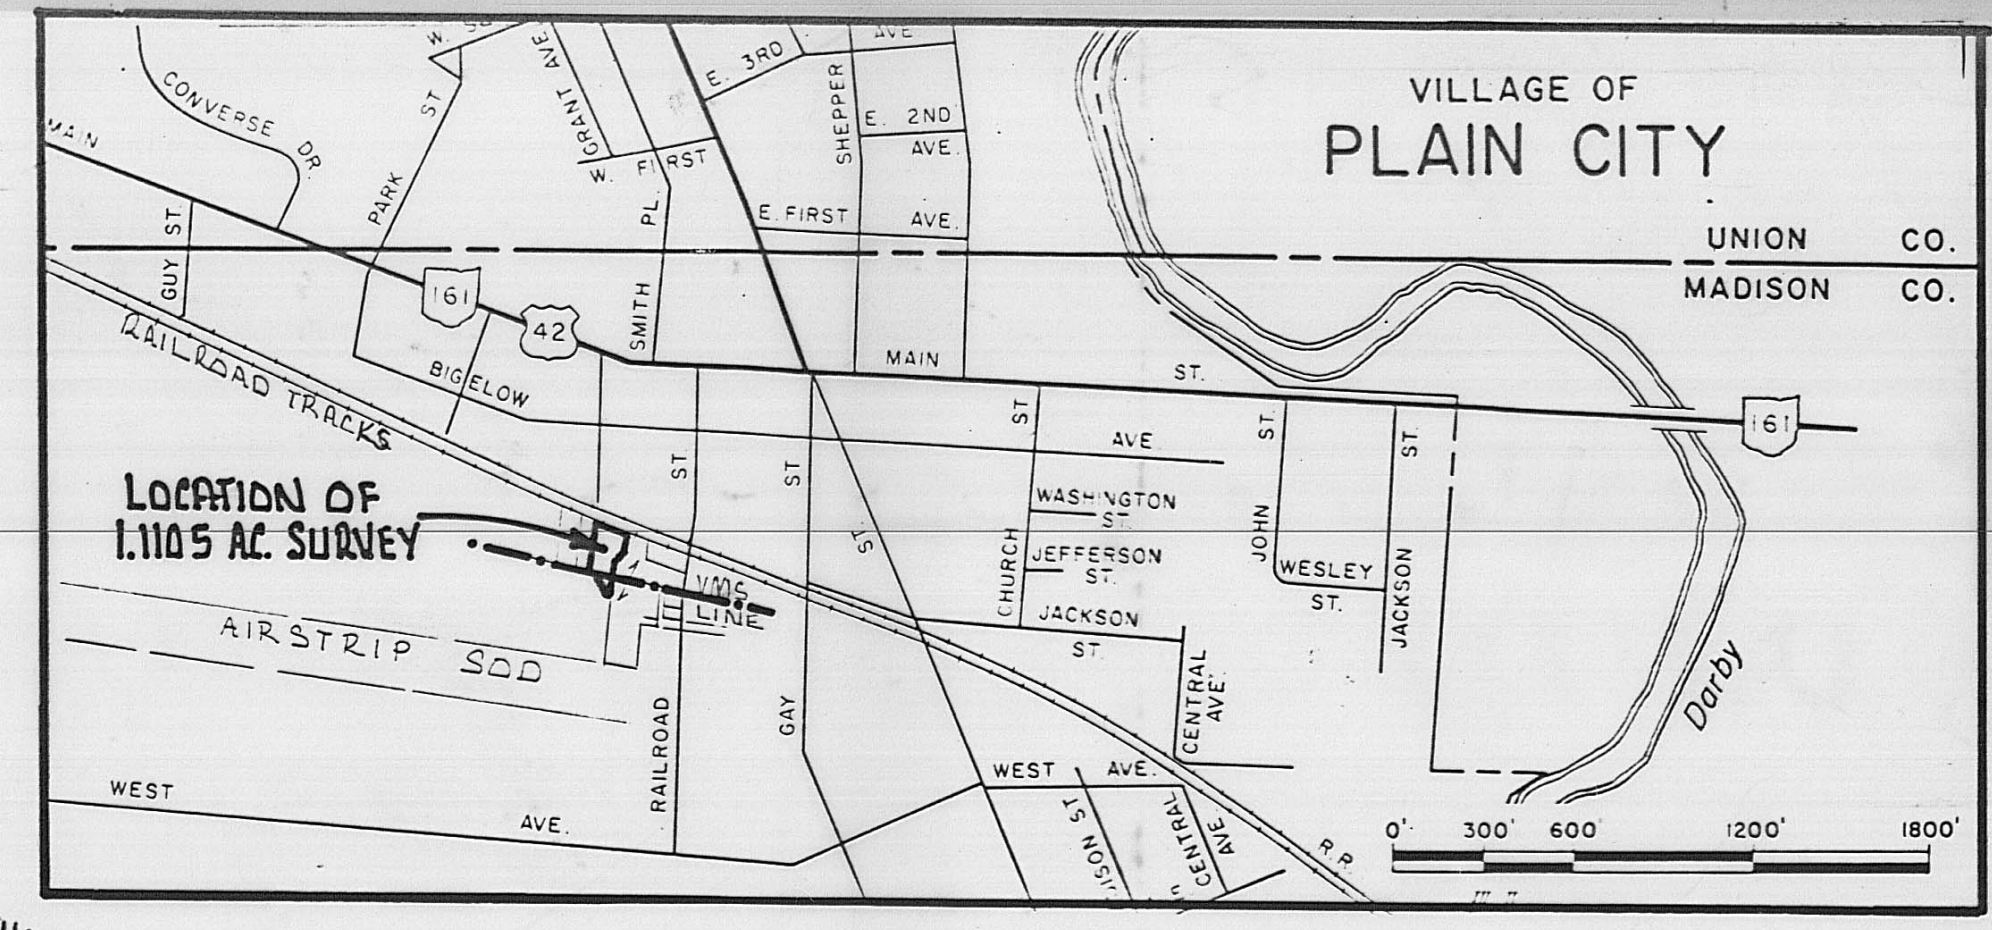 VILLAGE OF
PLAIN CITY
UNION CO.
MADISON CO.
MAIN
CONVERSE DR.
W.
PARK ST
GRANT AVE
W. FIRST
SMITH PL.
E. 3RD
AVE
SHEPPER
E. 2ND
AVE.
E. FIRST AVE.
GUY ST.
161
42
RAILROAD TRACKS
BIGELOW
AVE
MAIN
ST.
161
LOCATION OF
1.1105 AC. SURVEY
ST.
ST
ST.
VMS
LINE
AIRSTRIP SOD
RAILROAD
GAY
WEST
AVE.
CHURCH ST
WASHINGTON
ST
JEFFERSON
ST.
JACKSON
ST.
JOHN ST.
WESLEY
ST.
JACKSON ST.
CENTRAL
AVE.
WEST AVE.
ST
CENTRAL
AVE
R.R.
Darby
0' 300' 600' 1200' 1800'